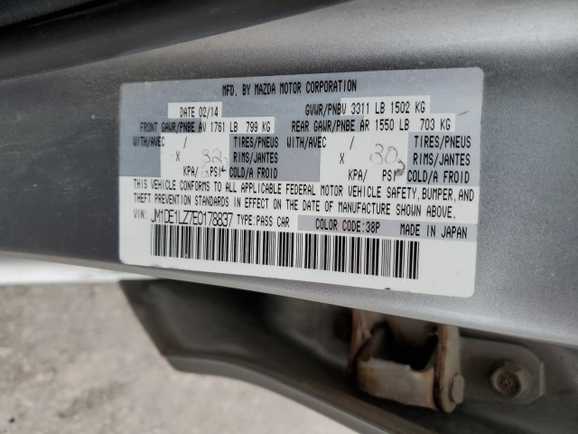 MFD. BY MAZDA MOTOR CORPORATION
DATE 02/14 GVWR/PNBV 3311 LB 1502 KG
FRONT GAWR/PNBE AV 1761 LB 799 KG REAR GAWR/PNBE AR 1550 LB 703 KG
WITH/AVEC / TIRES/PNEUS WITH/AVEC / TIRES/PNEUS
X 32 RIMS/JANTES X 30 RIMS/JANTES
KPA/ PSI COLD/A FROID KPA/ PSI COLD/A FROID
THIS VEHICLE CONFORMS TO ALL APPLICABLE FEDERAL MOTOR VEHICLE SAFETY, BUMPER, AND
THEFT PREVENTION STANDARDS IN EFFECT ON THE DATE OF MANUFACTURE SHOWN ABOVE.
VIN: JM1DE1LZ7E0178837 TYPE:PASS CAR COLOR CODE:38P MADE IN JAPAN